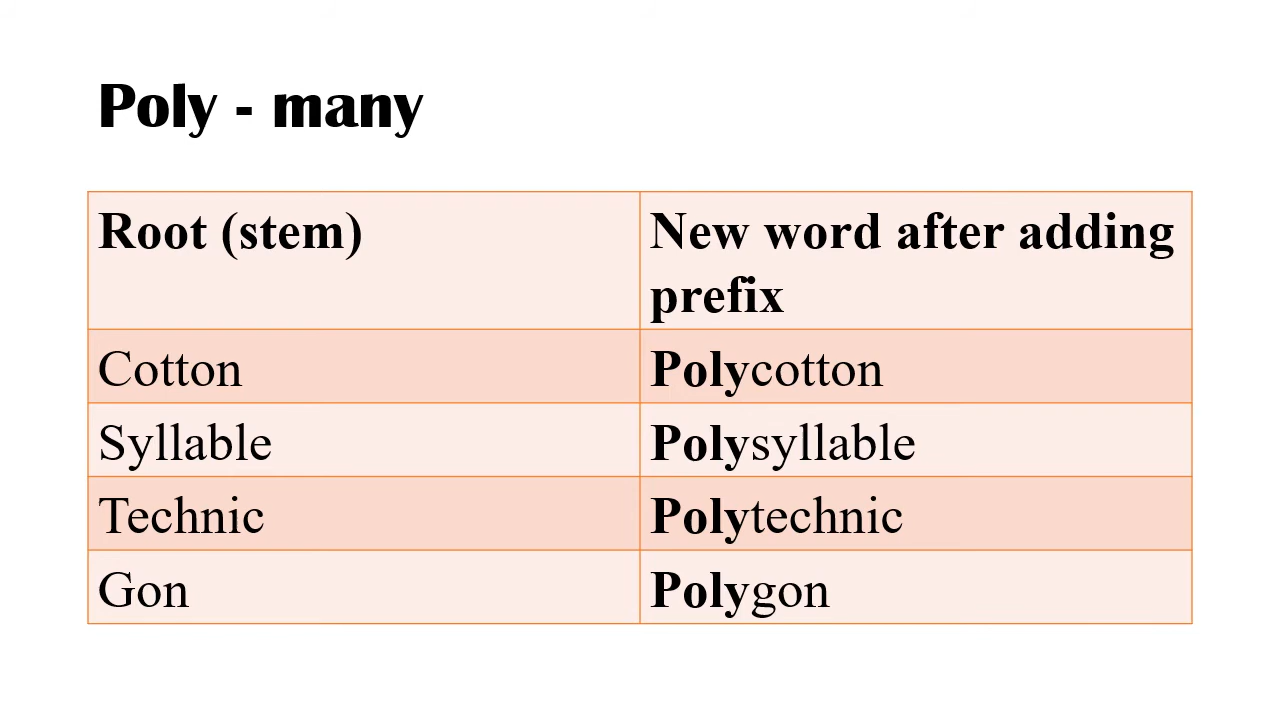 Poly - many
Root (stem)
New word after adding
prefix
Cotton
Polycotton
Syllable
Polysyllable
Technic
Polytechnic
Gon
Polygon